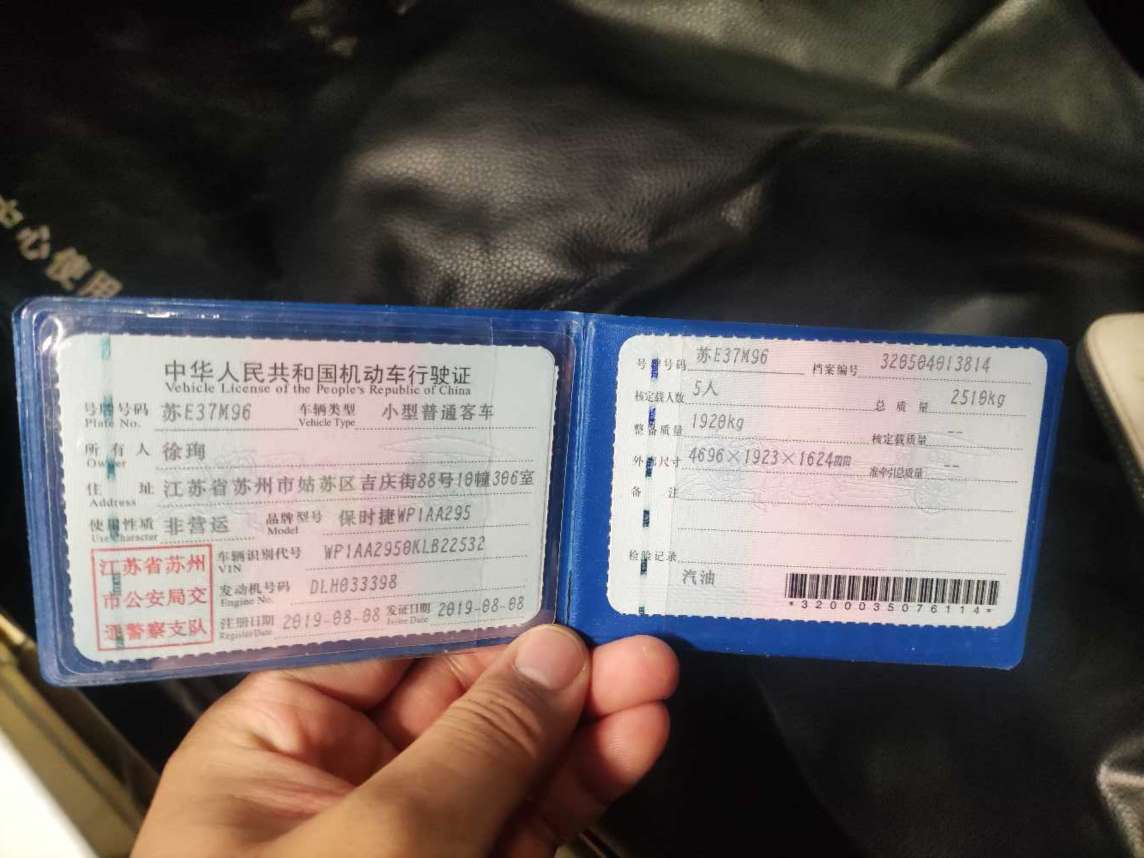 中心使用
中华人民共和国机动车行驶证
Vehicle License of the People's Republic of China
号牌号码 苏E37M96 车辆类型 小型普通客车
Plate No. Vehicle Type
所有人 徐珣
Owner
住址 江苏省苏州市姑苏区吉庆街88号10幢306室
Address
使用性质 非营运 品牌型号 保时捷WP1AA295
Use Character Model
江苏省苏州
市公安局交
通警察支队
车辆识别代号 WP1AA2950KLB22532
VIN
发动机号码 DLH033398
Engine No.
注册日期 2019-08-08 发证日期 2019-08-08
Register Date Issue Date
号牌号码 苏E37M96 档案编号 320504013814
核定载人数 5人 总质量 2510kg
整备质量 1920kg 核定载质量 --
外廓尺寸 4696×1923×1624mm 准牵引总质量 --
备注
检验记录
汽油
*3200035076114*